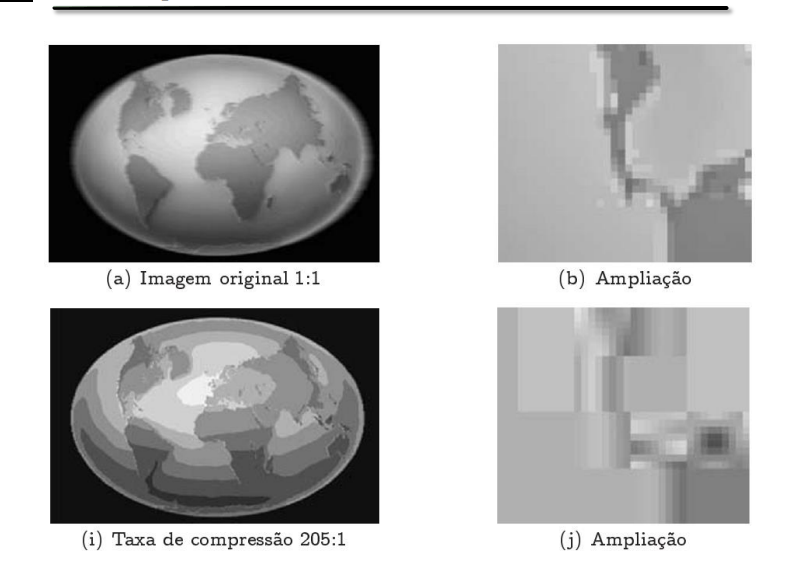 (a) Imagem original 1:1
(b) Ampliação
(i) Taxa de compressão 205:1
(j) Ampliação